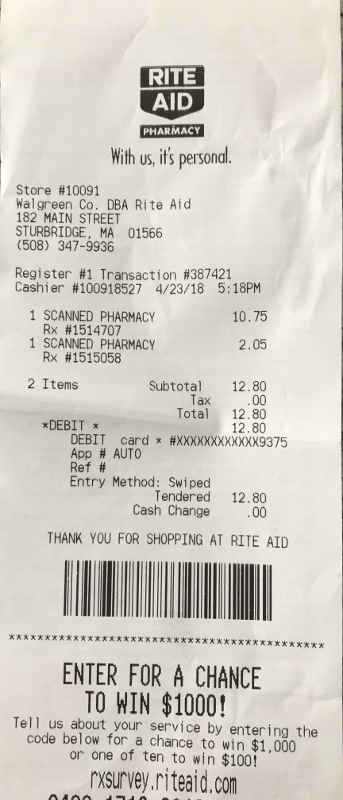 RITE
AID
PHARMACY
With us, it's personal.
Store #10091
Walgreen Co. DBA Rite Aid
182 MAIN STREET
STURBRIDGE, MA 01566
(508) 347-9936
Register #1 Transaction #387421
Cashier #100918527 4/23/18 5:18PM
1 SCANNED PHARMACY 10.75
Rx #1514707
1 SCANNED PHARMACY 2.05
Rx #1515058
2 Items Subtotal 12.80
Tax .00
Total 12.80
*DEBIT * 12.80
DEBIT card * #XXXXXXXXXXXX9375
App # AUTO
Ref #
Entry Method: Swiped
Tendered 12.80
Cash Change .00
THANK YOU FOR SHOPPING AT RITE AID
******************************************
ENTER FOR A CHANCE
TO WIN $1000!
Tell us about your service by entering the
code below for a chance to win $1,000
or one of ten to win $100!
rxsurvey.riteaid.com